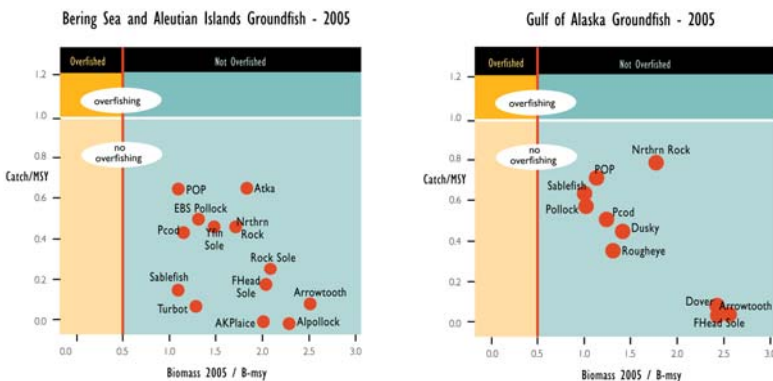 Bering Sea and Aleutian Islands Groundfish - 2005
Overfished
Not Overfished
1.2
overfishing
1.0
no
overfishing
0.8
Catch/MSY
0.6
POP
Atka
EBS Pollock
0.4
Pcod
Yfin
Sole
Nrthrn
Rock
Rock Sole
0.2
Sablefish
FHead
Sole
Arrowtooth
Turbot
0.0
AKPlaice
Alpollock
0.0 0.5 1.0 1.5 2.0 2.5 3.0
Biomass 2005 / B-msy
Gulf of Alaska Groundfish - 2005
Overfished
Not Overfished
1.2
overfishing
1.0
no
overfishing
Nrthrn Rock
0.8
Catch/MSY
POP
Sablefish
0.6
Pollock
Pcod
Dusky
0.4
Rougheye
0.2
Dover
Arrowtooth
FHead Sole
0.0
0.0 0.5 1.0 1.5 2.0 2.5 3.0
Biomass 2005 / B-msy